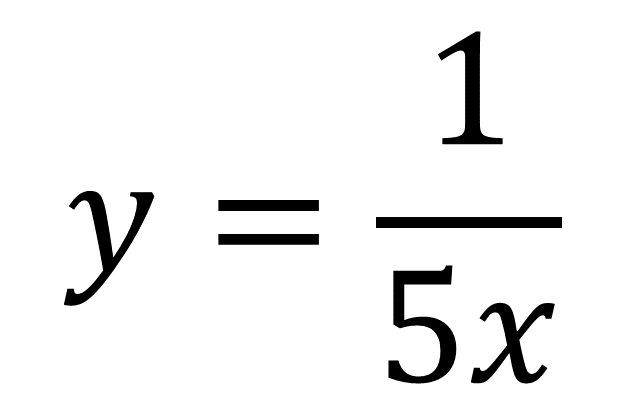 y = 1/5x